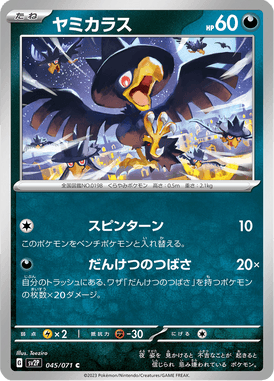 たね
ヤミカラス
HP60
全国図鑑NO.0198 くらやみポケモン 高さ:0.5m 重さ:2.1kg
スピンターン 10
このポケモンをベンチポケモンと入れ替える。
だんけつのつばさ 20×
自分のトラッシュにある、ワザ「だんけつのつばさ」を持つポケモンの枚数×20ダメージ。
弱点 ×2 抵抗力 -30 にげる
Illus. Teeziro
SV2P 045/071 C
©2023 Pokémon/Nintendo/Creatures/GAME FREAK.